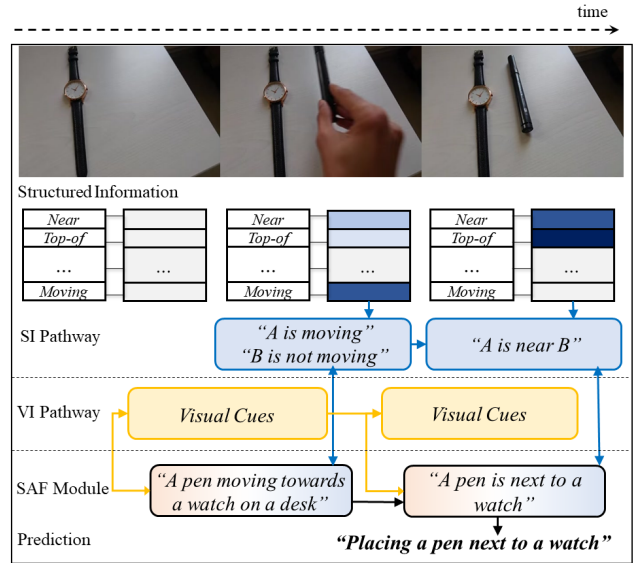 time
Structured Information
Near
Top-of
...
...
Moving
Near
Top-of
...
...
Moving
Near
Top-of
...
...
Moving
SI Pathway
“A is moving”
“B is not moving”
“A is near B”
VI Pathway
Visual Cues
Visual Cues
SAF Module
“A pen moving towards
a watch on a desk”
“A pen is next to a
watch”
Prediction
“Placing a pen next to a watch”